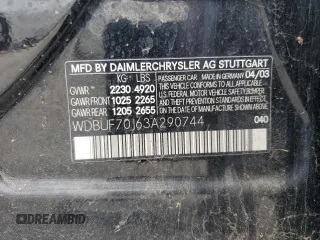 MFD BY DAIMLERCHRYSLER AG STUTTGART
MADE IN GERMANY 04/03
KG LBS
GVWR 2230 4920
GAWR FRONT 1025 2265
GAWR REAR 1205 2655
THIS VEHICLE CONFORMS TO ALL
APPLICABLE U.S. FEDERAL MOTOR
VEHICLE SAFETY, BUMPER, AND
THEFT PREVENTION STANDARDS
IN EFFECT ON THE DATE OF
MANUFACTURE SHOWN ABOVE
WDBUF70J63A290744
040
DREAMBID